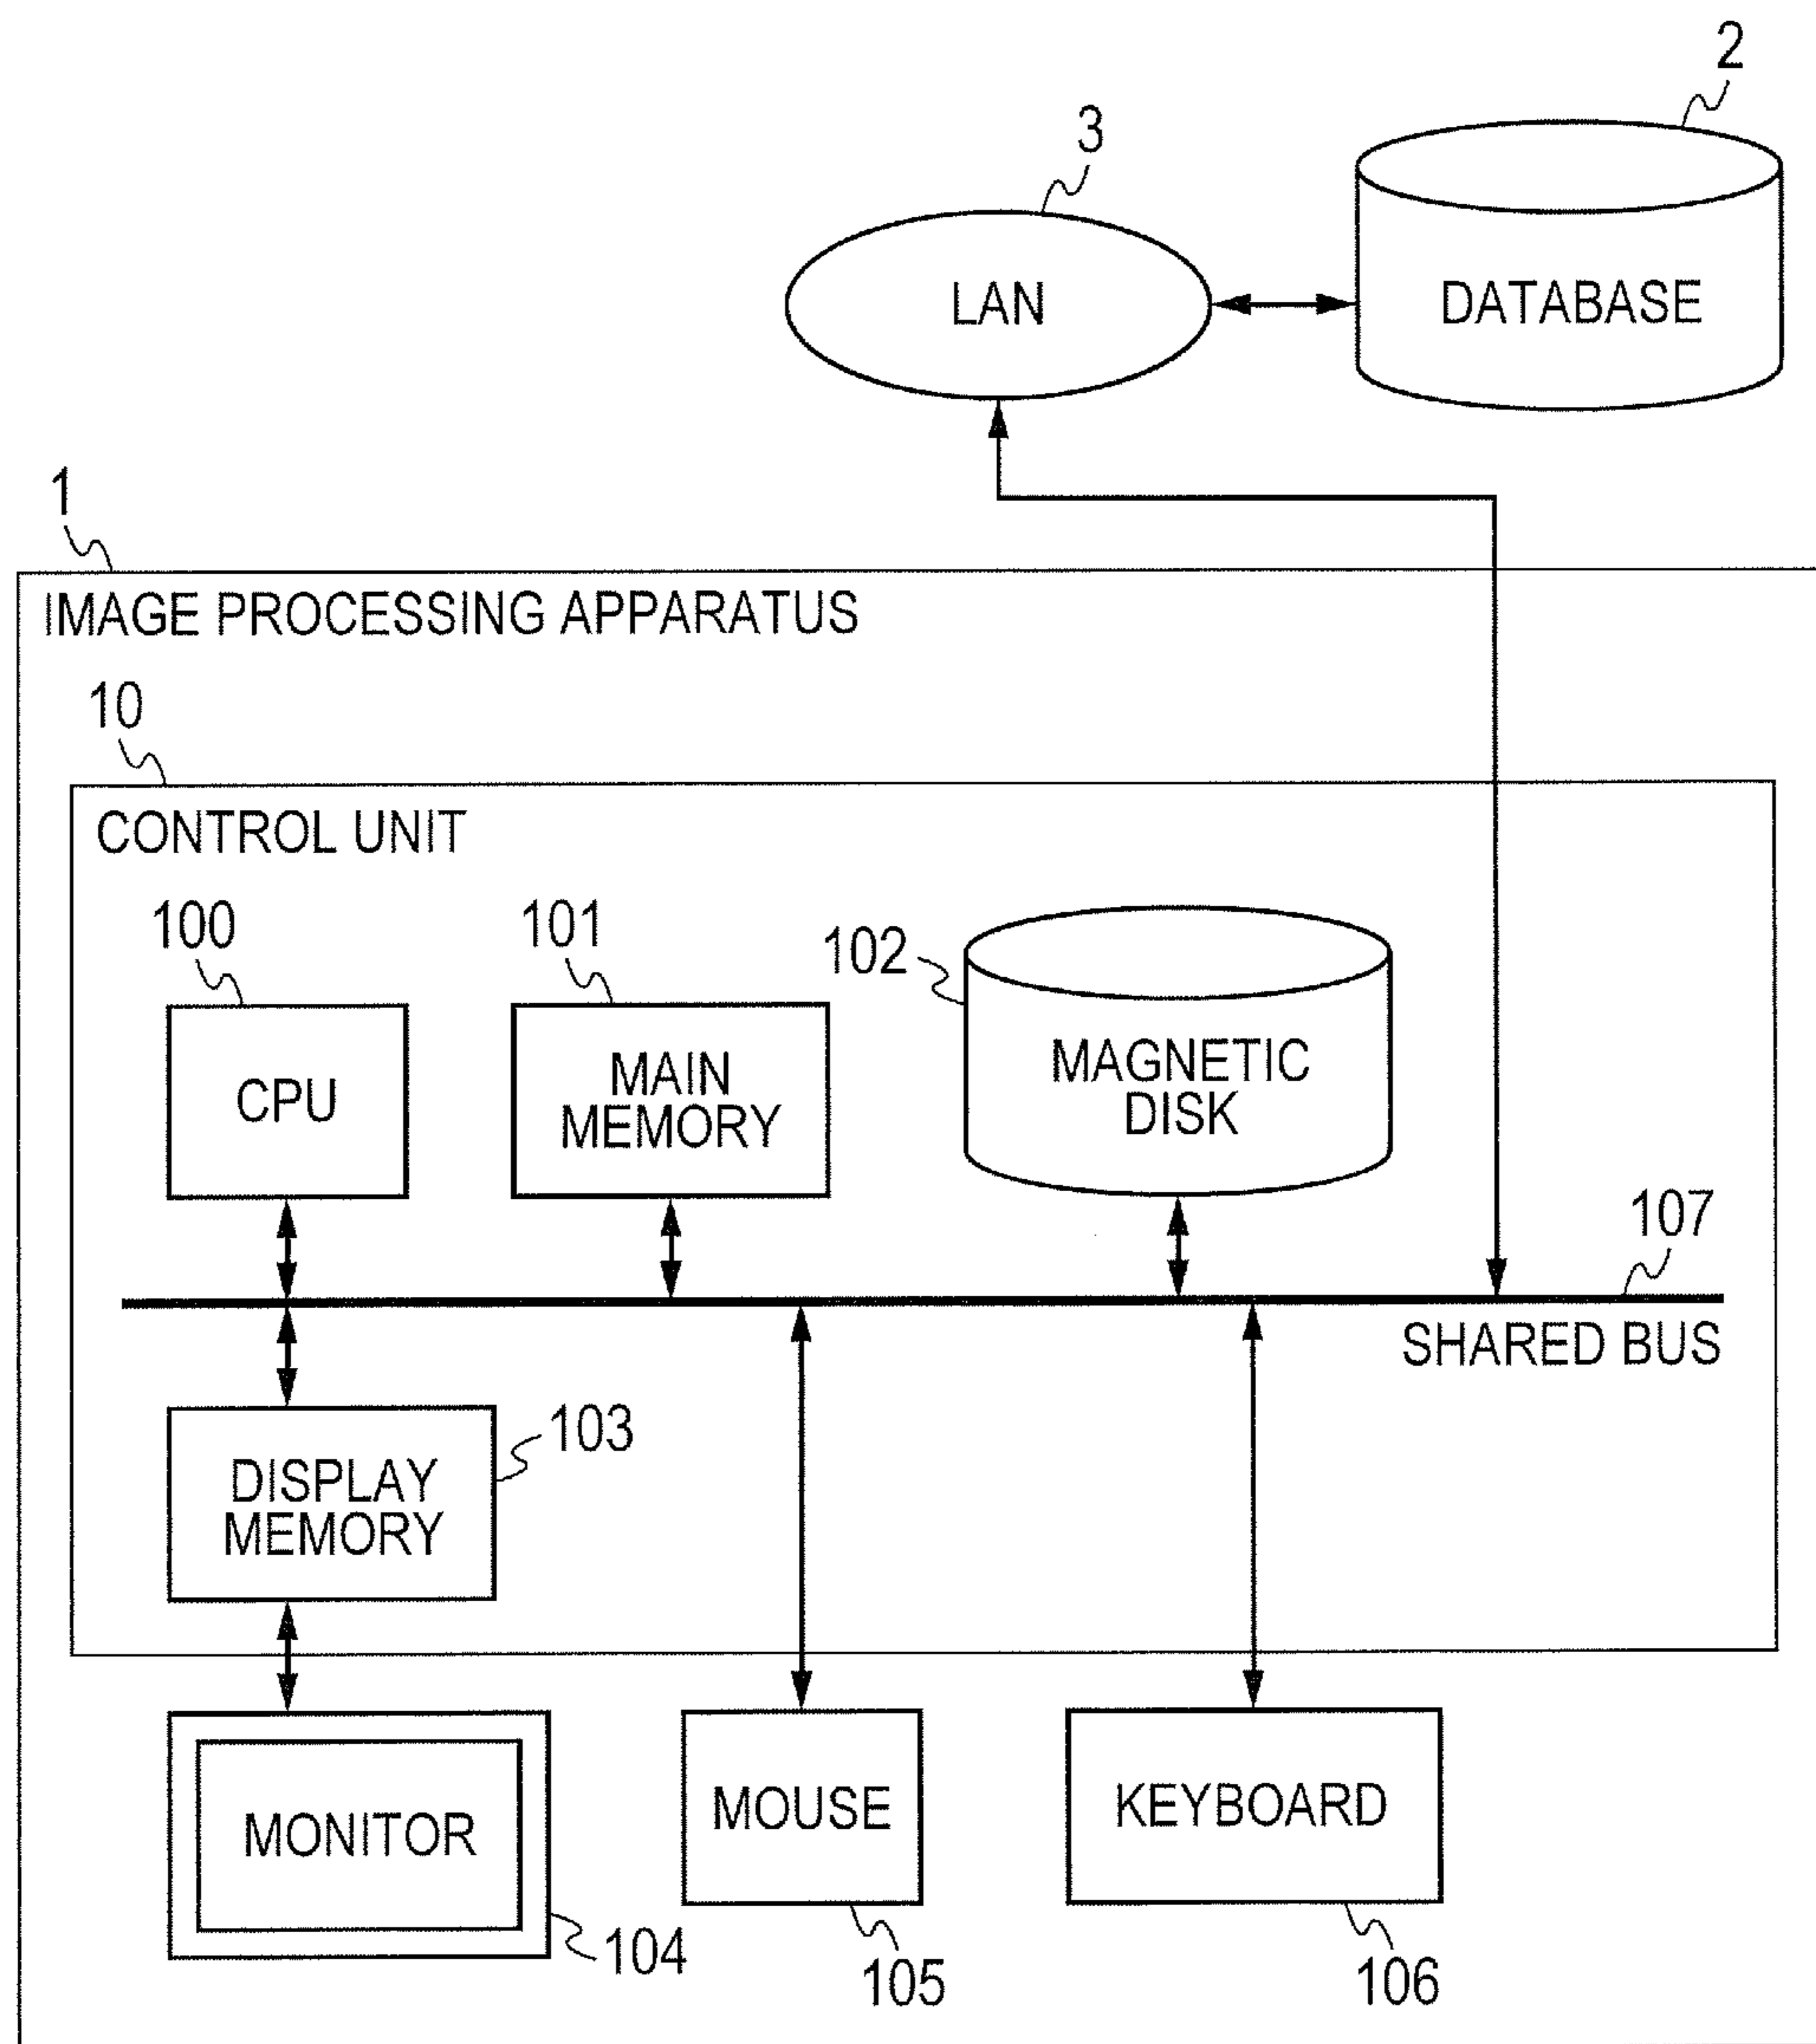 2
3
LAN
DATABASE
1
IMAGE PROCESSING APPARATUS
10
CONTROL UNIT
100
101
102
CPU
MAIN
MEMORY
MAGNETIC
DISK
107
SHARED BUS
103
DISPLAY
MEMORY
MONITOR
MOUSE
KEYBOARD
104
105
106